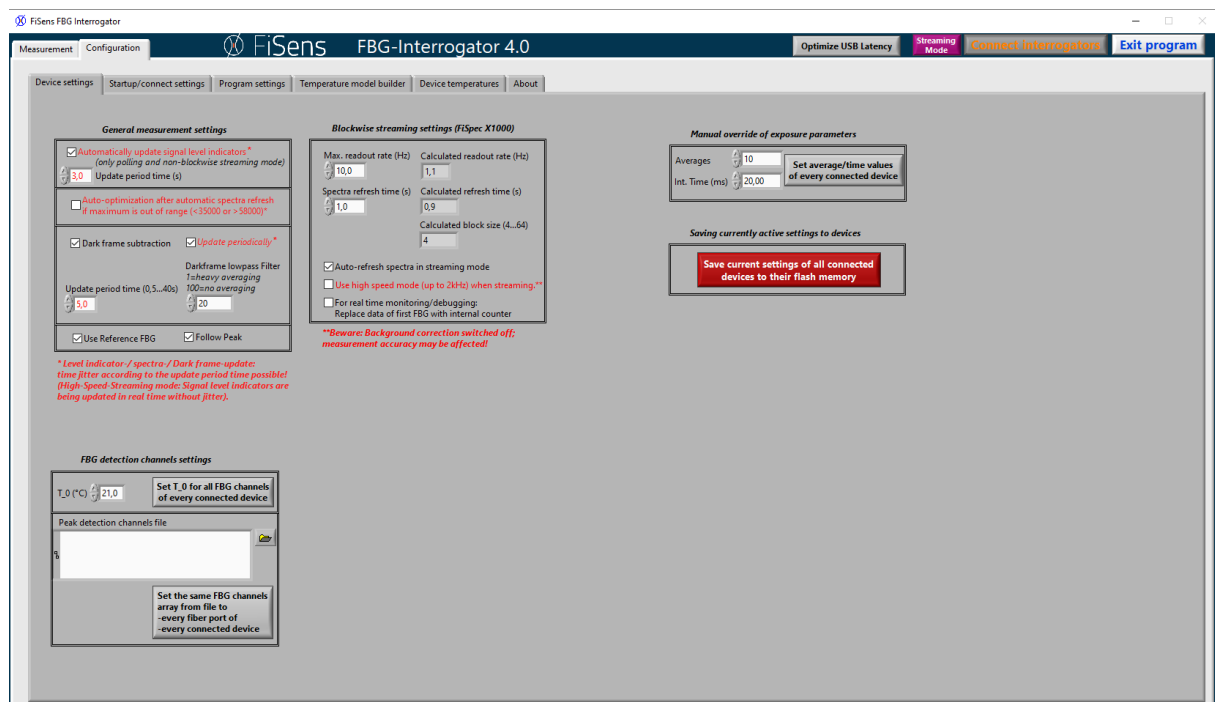 FiSens FBG Interrogator
Measurement
Configuration
FiSens
FBG-Interrogator 4.0
Optimize USB Latency
Streaming
Mode
Connect Interrogators
Exit program
Device settings
Startup/connect settings
Program settings
Temperature model builder
Device temperatures
About
General measurement settings
Automatically update signal level indicators*
(only polling and non-blockwise streaming mode)
3,0 Update period time (s)
Auto-optimization after automatic spectra refresh
if maximum is out of range (<35000 or >58000)*
Dark frame subtraction
Update periodically*
Darkframe lowpass Filter
1=heavy averaging
100=no averaging
Update period time (0,5...40s)
5,0
20
Use Reference FBG
Follow Peak
* Level indicator-/ spectra-/ Dark frame-update:
time jitter according to the update period time possible!
(High-Speed-Streaming mode: Signal level indicators are
being updated in real time without jitter).
FBG detection channels settings
T_0 (°C) 21,0
Set T_0 for all FBG channels
of every connected device
Peak detection channels file
Set the same FBG channels
array from file to
-every fiber port of
-every connected device
Blockwise streaming settings (FiSpec X1000)
Max. readout rate (Hz)
Calculated readout rate (Hz)
10,0
1,1
Spectra refresh time (s)
Calculated refresh time (s)
1,0
0,9
Calculated block size (4...64)
4
Auto-refresh spectra in streaming mode
Use high speed mode (up to 2kHz) when streaming.**
For real time monitoring/debugging:
Replace data of first FBG with internal counter
**Beware: Background correction switched off;
measurement accuracy may be affected!
Manual override of exposure parameters
Averages 10
Int. Time (ms) 20,00
Set average/time values
of every connected device
Saving currently active settings to devices
Save current settings of all connected
devices to their flash memory